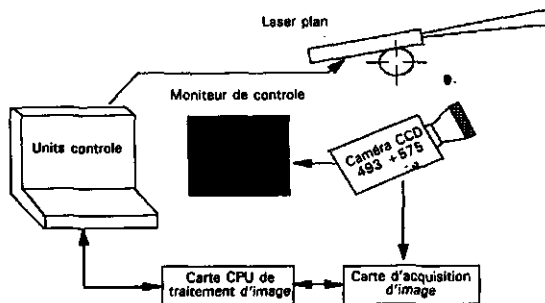 Laser plan
Moniteur de controle
Units controle
Caméra CCD
493 +575
Carte CPU de
traitement d'image
Carte d'acquisition
d'image